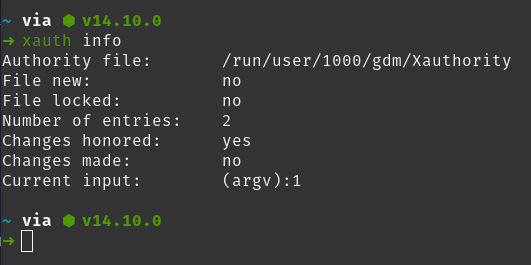 ~ via ⬢ v14.10.0
➜ xauth info
Authority file:       /run/user/1000/gdm/Xauthority
File new:             no
File locked:          no
Number of entries:    2
Changes honored:      yes
Changes made:         no
Current input:        (argv):1
~ via ⬢ v14.10.0
➜